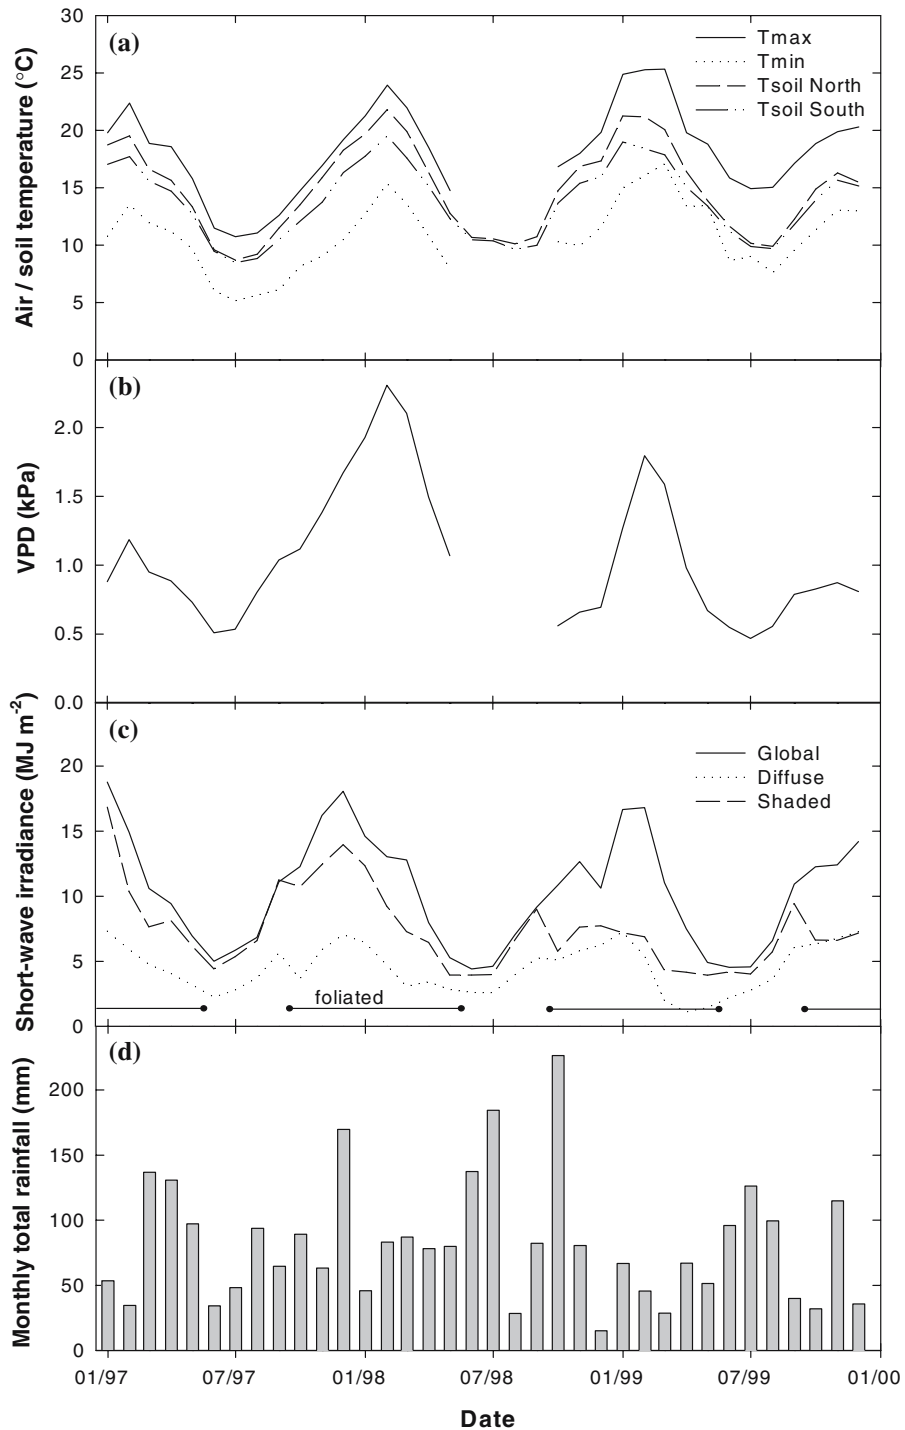 (a)
Air / soil temperature (°C)
30
25
20
15
10
5
0
Tmax
Tmin
Tsoil North
Tsoil South
(b)
VPD (kPa)
2.0
1.5
1.0
0.5
0.0
(c)
Short-wave irradiance (MJ m-2)
20
15
10
5
0
Global
Diffuse
Shaded
foliated
(d)
Monthly total rainfall (mm)
200
150
100
50
0
01/97 07/97 01/98 07/98 01/99 07/99 01/00
Date